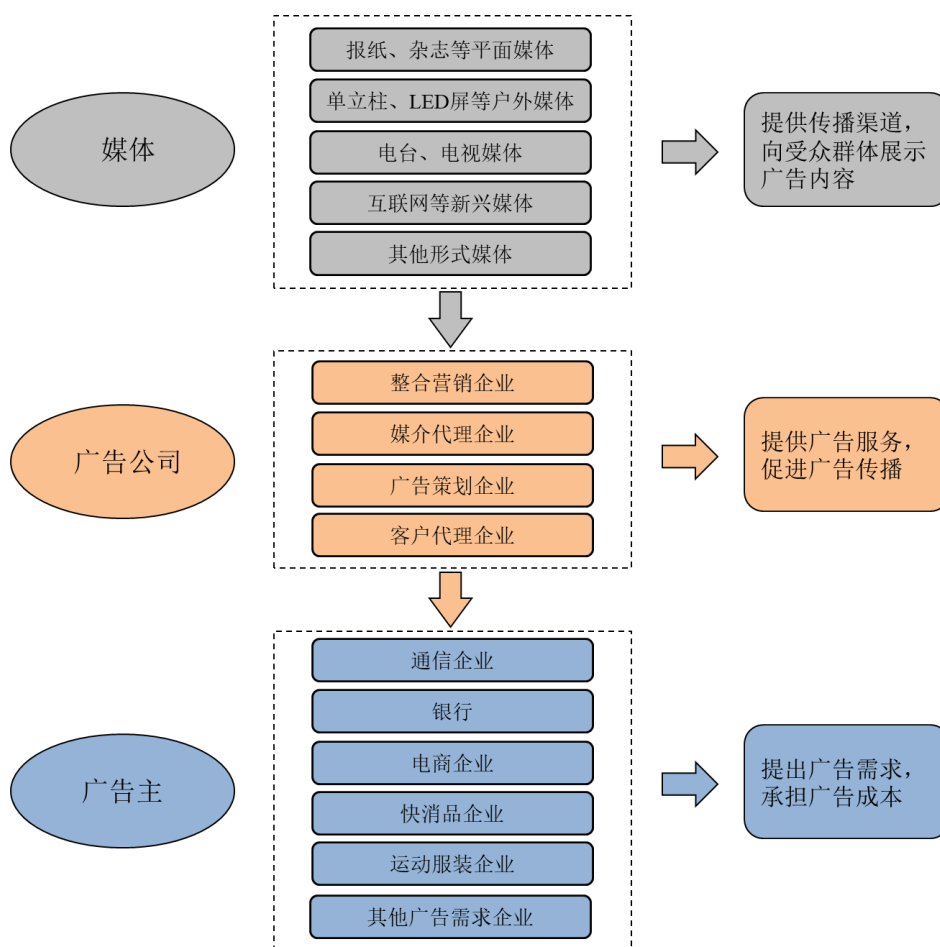 报纸、杂志等平面媒体
单立柱、LED屏等户外媒体
媒体
电台、电视媒体
提供传播渠道，
向受众群体展示
广告内容
互联网等新兴媒体
其他形式媒体
整合营销企业
媒介代理企业
广告公司
提供广告服务，
促进广告传播
广告策划企业
客户代理企业
通信企业
银行
电商企业
广告主
提出广告需求，
承担广告成本
快消品企业
运动服装企业
其他广告需求企业